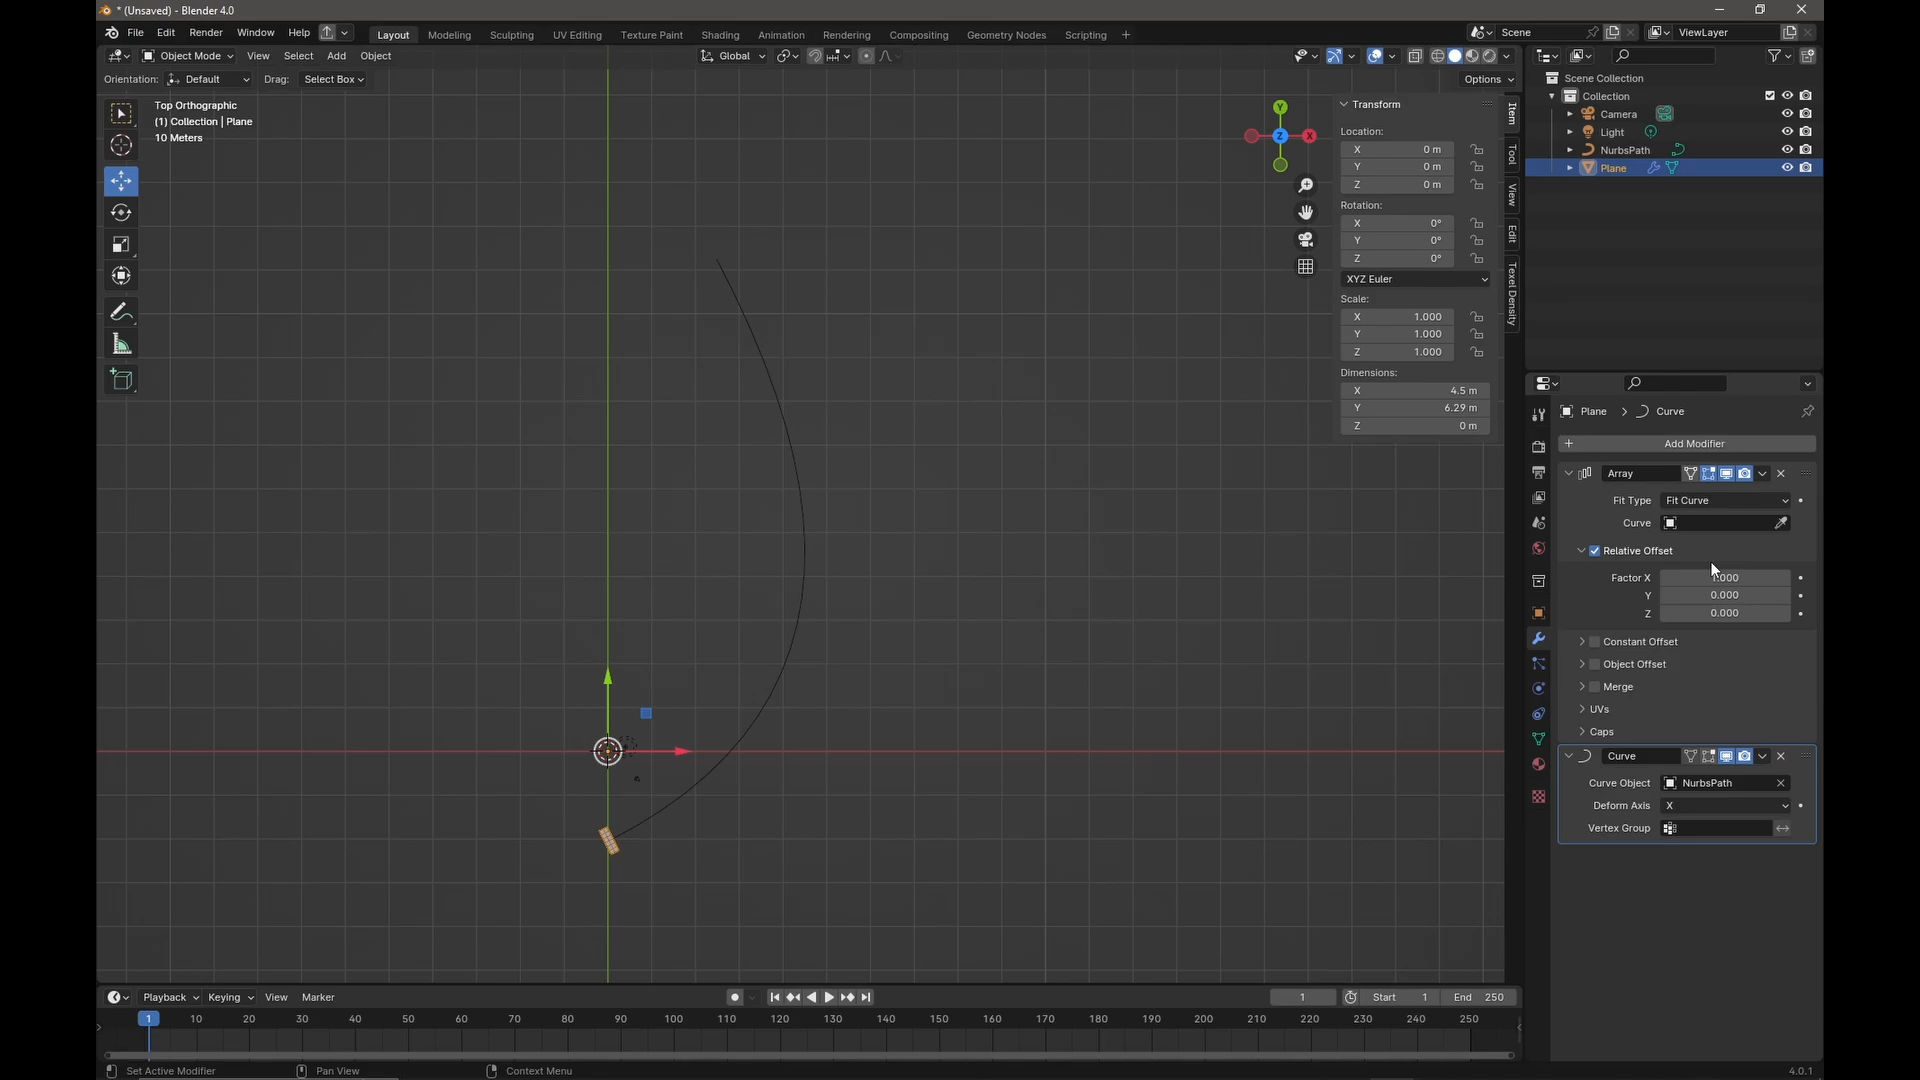 * (Unsaved) - Blender 4.0
File Edit Render Window Help
Layout Modeling Sculpting UV Editing Texture Paint Shading Animation Rendering Compositing Geometry Nodes Scripting +
Scene
ViewLayer
Object Mode View Select Add Object
Global
Orientation: Default Drag: Select Box
Options
Top Orthographic
(1) Collection | Plane
10 Meters
Y
X
Z
Transform
Location:
X 0 m
Y 0 m
Z 0 m
Rotation:
X 0°
Y 0°
Z 0°
XYZ Euler
Scale:
X 1.000
Y 1.000
Z 1.000
Dimensions:
X 4.5 m
Y 6.29 m
Z 0 m
Item
Tool
View
Edit
Texel Density
Scene Collection
Collection
Camera
Light
NurbsPath
Plane
Plane > Curve
Add Modifier
Array
Fit Type Fit Curve
Curve
Relative Offset
Factor X 1.000
Y 0.000
Z 0.000
Constant Offset
Object Offset
Merge
UVs
Caps
Curve
Curve Object NurbsPath
Deform Axis X
Vertex Group
Playback Keying View Marker
1
Start 1
End 250
1 10 20 30 40 50 60 70 80 90 100 110 120 130 140 150 160 170 180 190 200 210 220 230 240 250
Set Active Modifier
Pan View
Context Menu
4.0.1